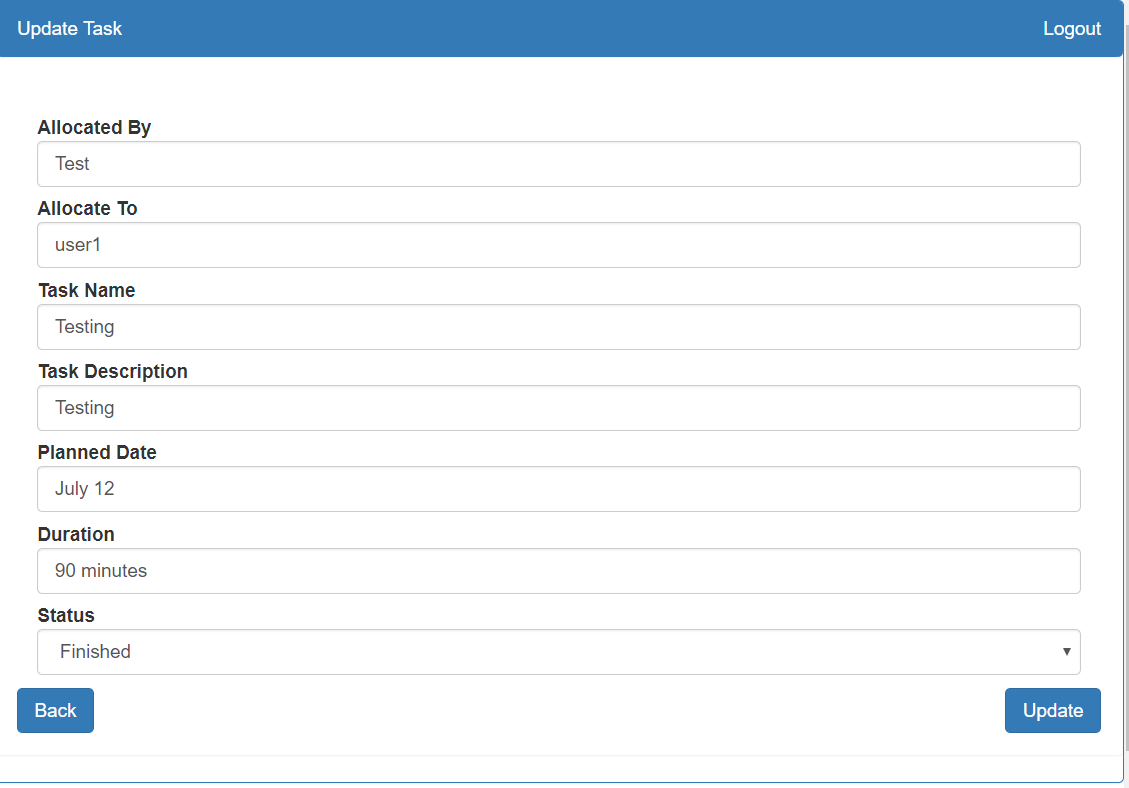 Update Task
Logout
Allocated By
Test
Allocate To
user1
Task Name
Testing
Task Description
Testing
Planned Date
July 12
Duration
90 minutes
Status
Finished
Back
Update